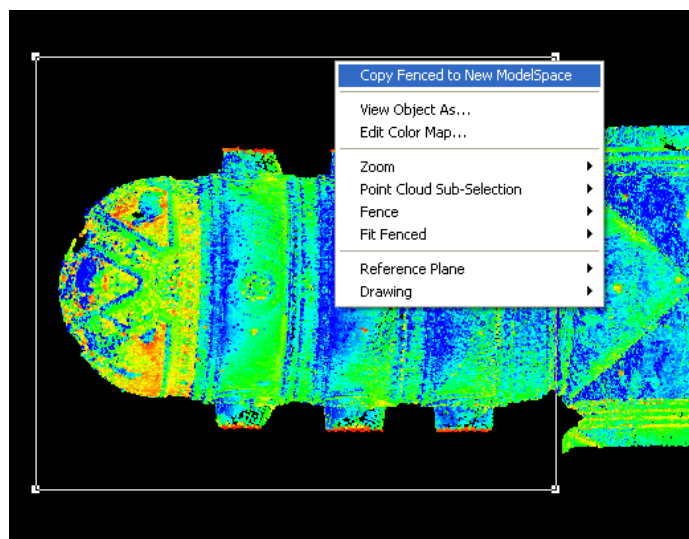 Copy Fenced to New ModelSpace
View Object As...
Edit Color Map...
Zoom
Point Cloud Sub-Selection
Fence
Fit Fenced
Reference Plane
Drawing